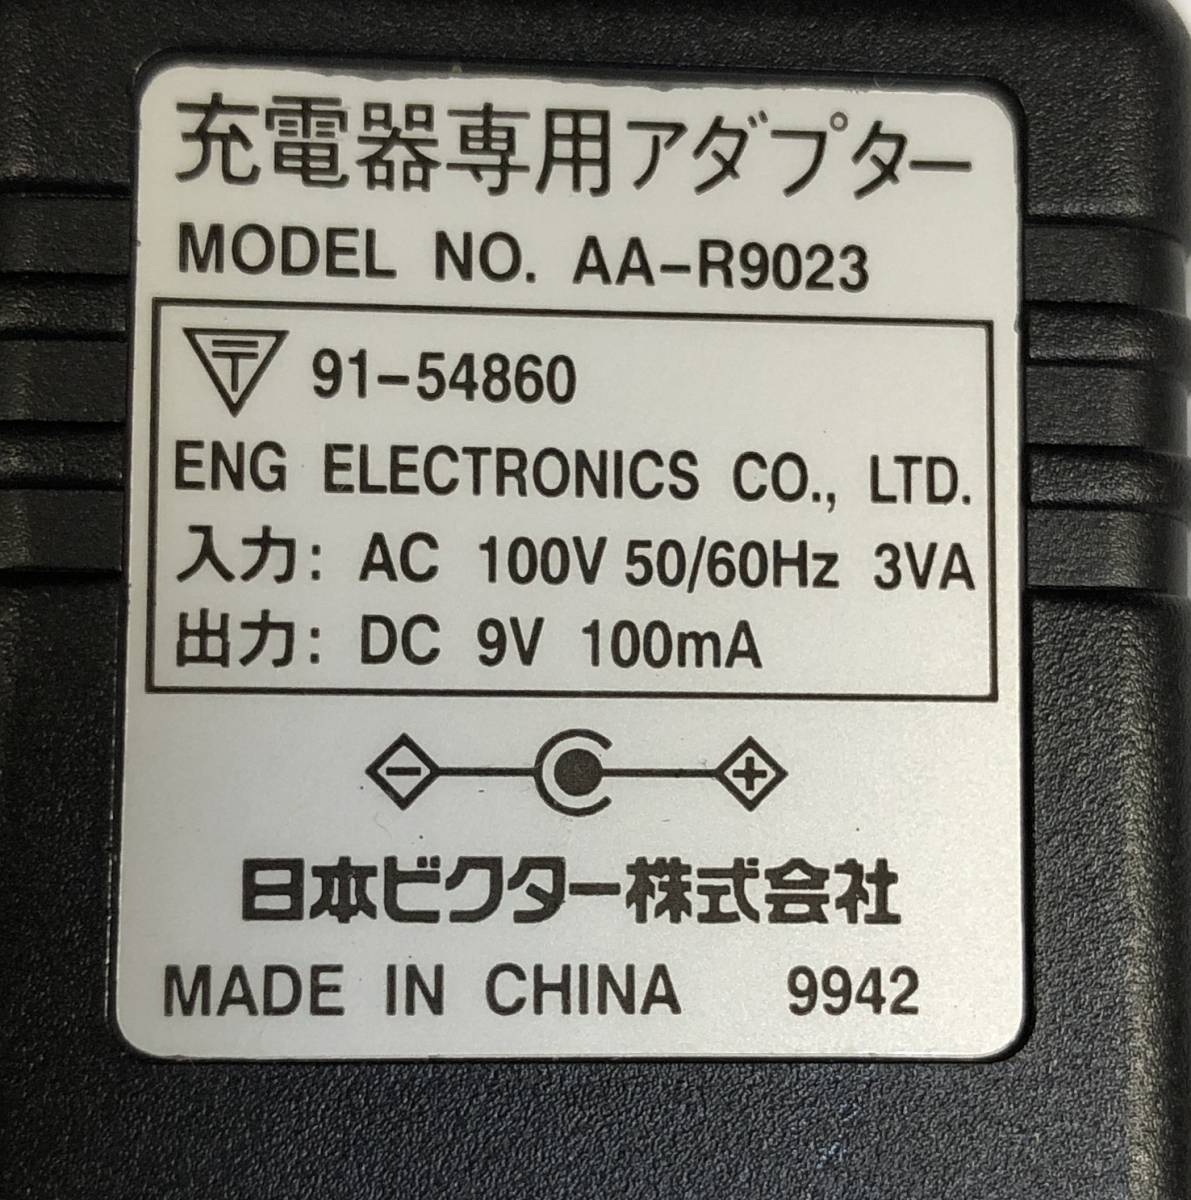 充電器専用アダプター
MODEL NO. AA-R9023
〒 91-54860
ENG ELECTRONICS CO., LTD.
入力: AC 100V 50/60Hz 3VA
出力: DC 9V 100mA
- +
日本ビクター株式会社
MADE IN CHINA 9942